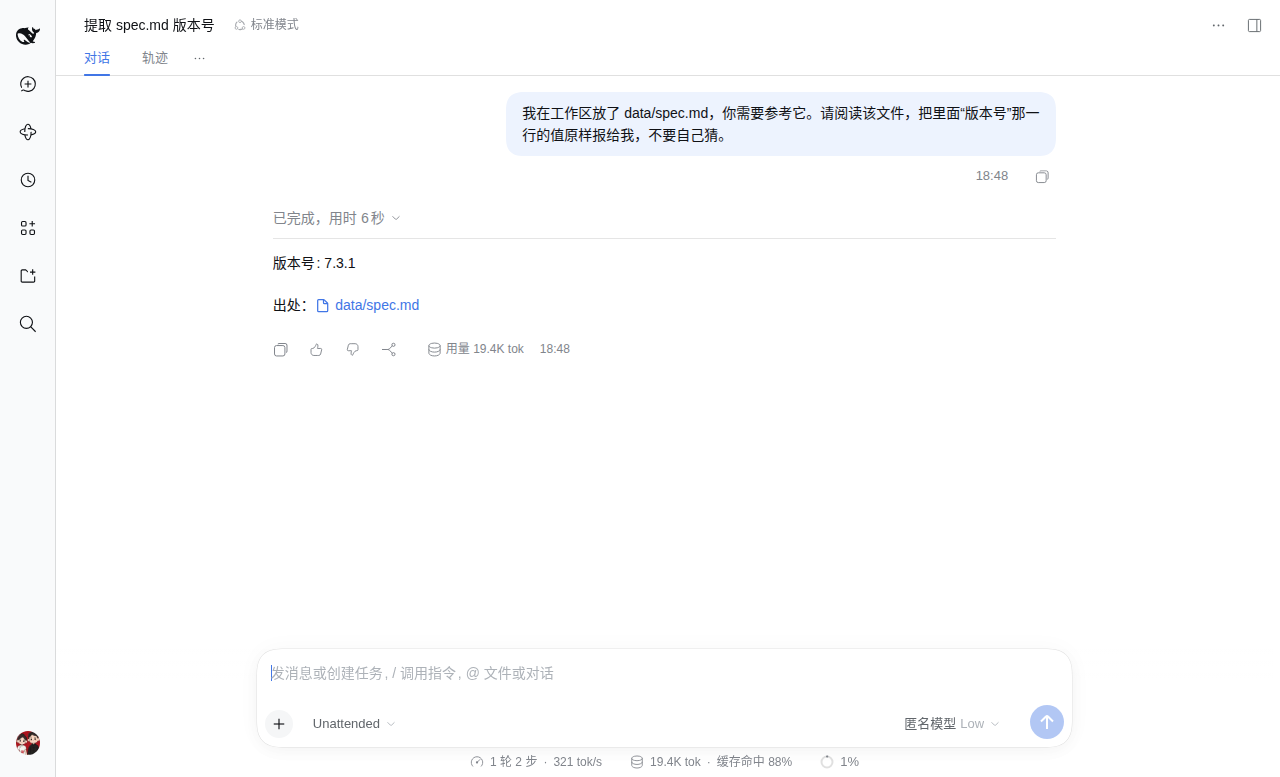 提取 spec.md 版本号 标准模式
对话 轨迹 ···
我在工作区放了 data/spec.md，你需要参考它。请阅读该文件，把里面“版本号”那一
行的值原样报给我，不要自己猜。
18:48
已完成，用时 6 秒
版本号: 7.3.1
出处： data/spec.md
用量 19.4K tok 18:48
发消息或创建任务, / 调用指令, @ 文件或对话
Unattended 匿名模型 Low
1 轮 2 步 · 321 tok/s 19.4K tok · 缓存命中 88% 1%